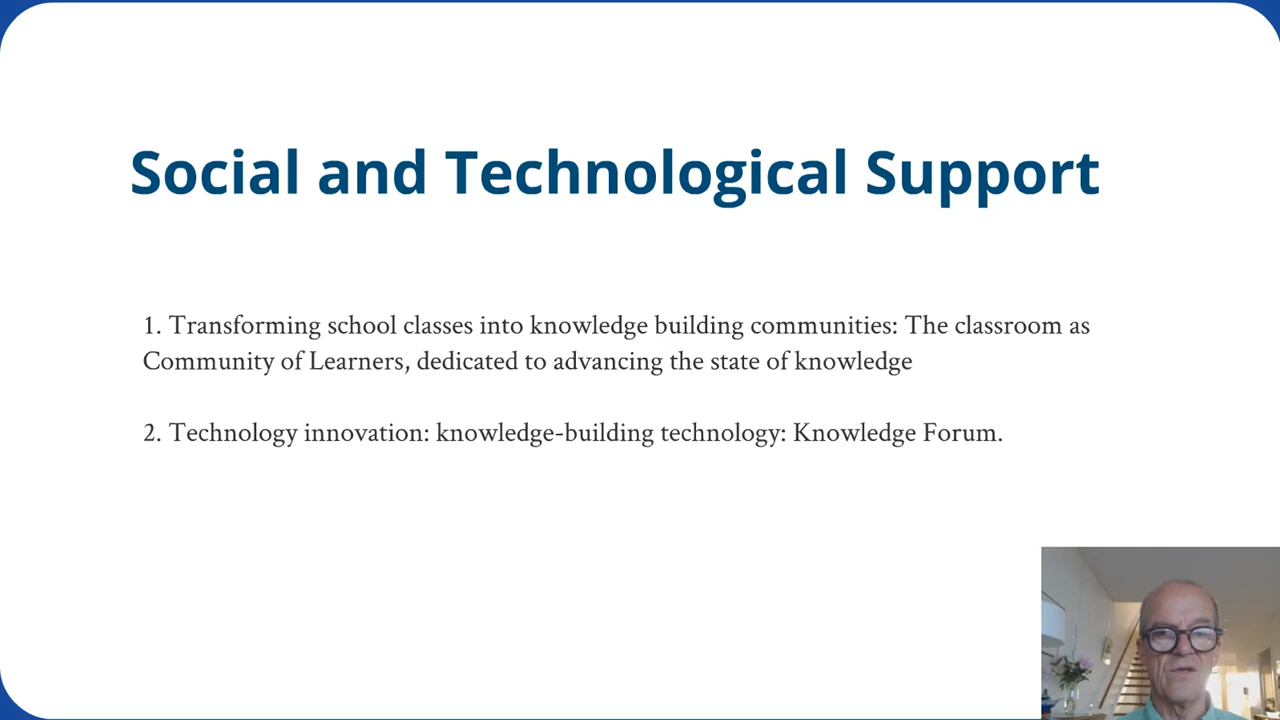 Social and Technological Support
1. Transforming school classes into knowledge building communities: The classroom as
Community of Learners, dedicated to advancing the state of knowledge
2. Technology innovation: knowledge-building technology: Knowledge Forum.